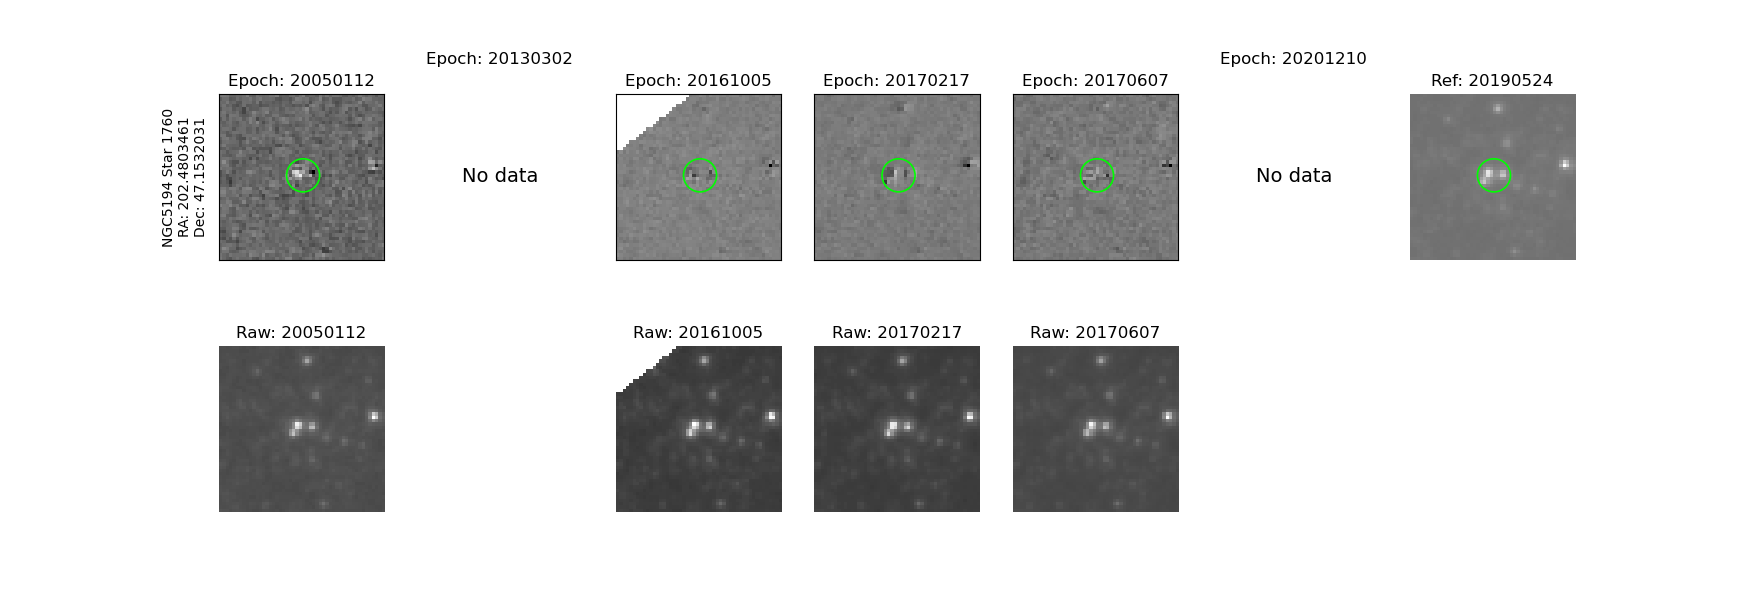 Epoch: 20130302
Epoch: 20201210
Epoch: 20050112
Epoch: 20161005
Epoch: 20170217
Epoch: 20170607
Ref: 20190524
NGC5194 Star 1760
RA: 202.4803461
Dec: 47.1532031
No data
No data
Raw: 20050112
Raw: 20161005
Raw: 20170217
Raw: 20170607